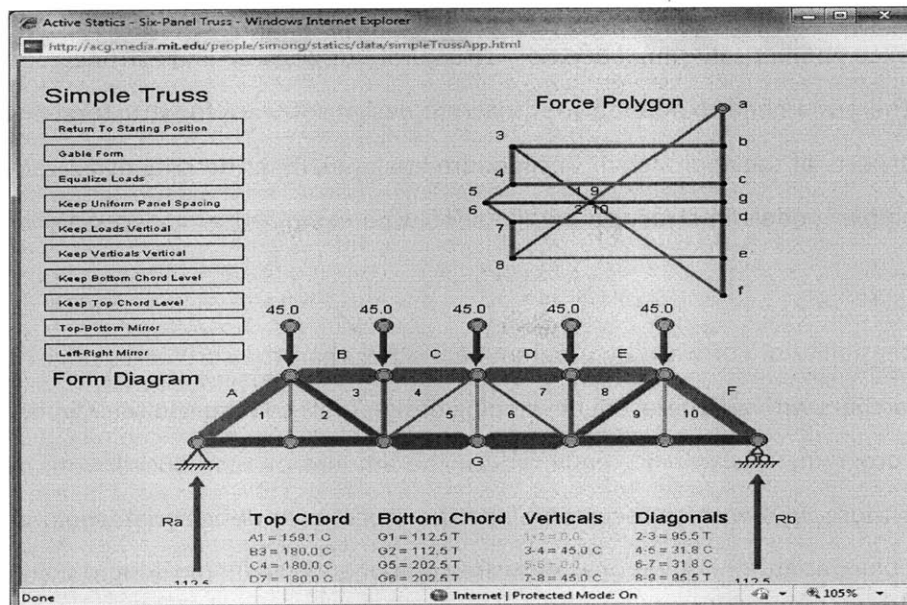 Active Statics - Six-Panel Truss - Windows Internet Explorer
http://acg.media.mit.edu/people/simong/statics/data/simpleTrussApp.html
Simple Truss
Return To Starting Position
Gable Form
Equalize Loads
Keep Uniform Panel Spacing
Keep Loads Vertical
Keep Verticals Vertical
Keep Bottom Chord Level
Keep Top Chord Level
Top-Bottom Mirror
Left-Right Mirror
Form Diagram
Force Polygon
a
3
b
4
c
5
1 9
g
6
2 10
d
7
e
8
f
45.0 45.0 45.0 45.0 45.0
B C D E
A 3 4 7 8 F
1 2 5 6 9 10
G
Ra
Rb
Top Chord Bottom Chord Verticals Diagonals
A1 = 159.1 C G1 = 112.5 T 1-2 = 0.0 2-3 = 95.5 T
B3 = 180.0 C G2 = 112.5 T 3-4 = 45.0 C 4-5 = 31.8 C
C4 = 180.0 C G5 = 202.5 T 5-6 = 0.0 6-7 = 31.8 C
D7 = 180.0 C G6 = 202.5 T 7-8 = 45.0 C 8-9 = 95.5 T
112.5 112.5
Done Internet | Protected Mode: On 105%